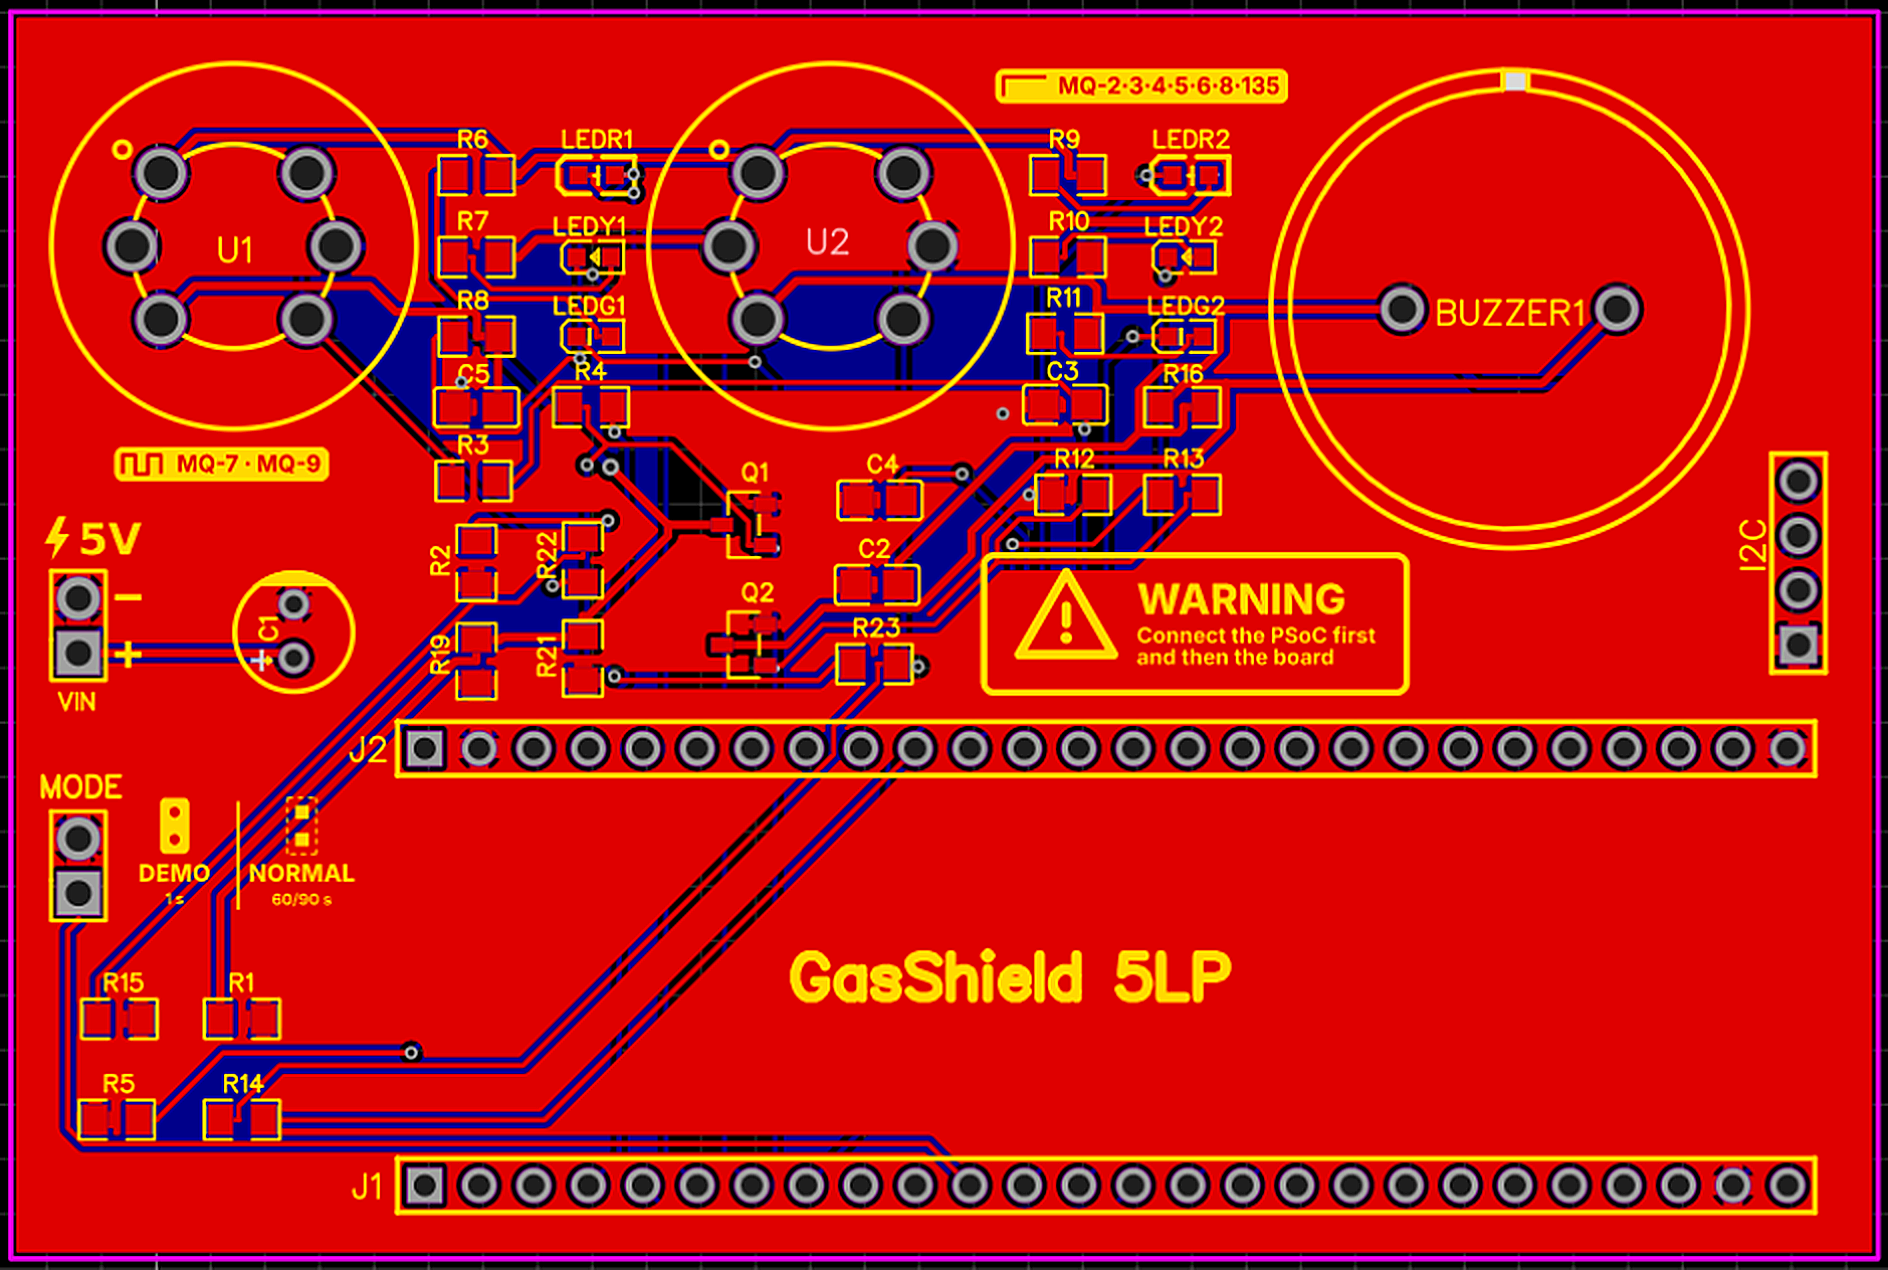 MQ-2·3·4·5·6·8·135
R6
LEDR1
R9
LEDR2
R7
LEDY1
R10
LEDY2
U1
U2
R8
LEDG1
R11
LEDG2
BUZZER1
C5
R4
C3
R16
R3
MQ-7 · MQ-9
Q1
C4
R12
R13
5V
R2
R22
C2
I2C
−
Q2
WARNING
C1
R23
Connect the PSoC first
and then the board
+
+
R19
R21
VIN
J2
MODE
DEMO
NORMAL
1s
60/90 s
GasShield 5LP
R15
R1
R5
R14
J1